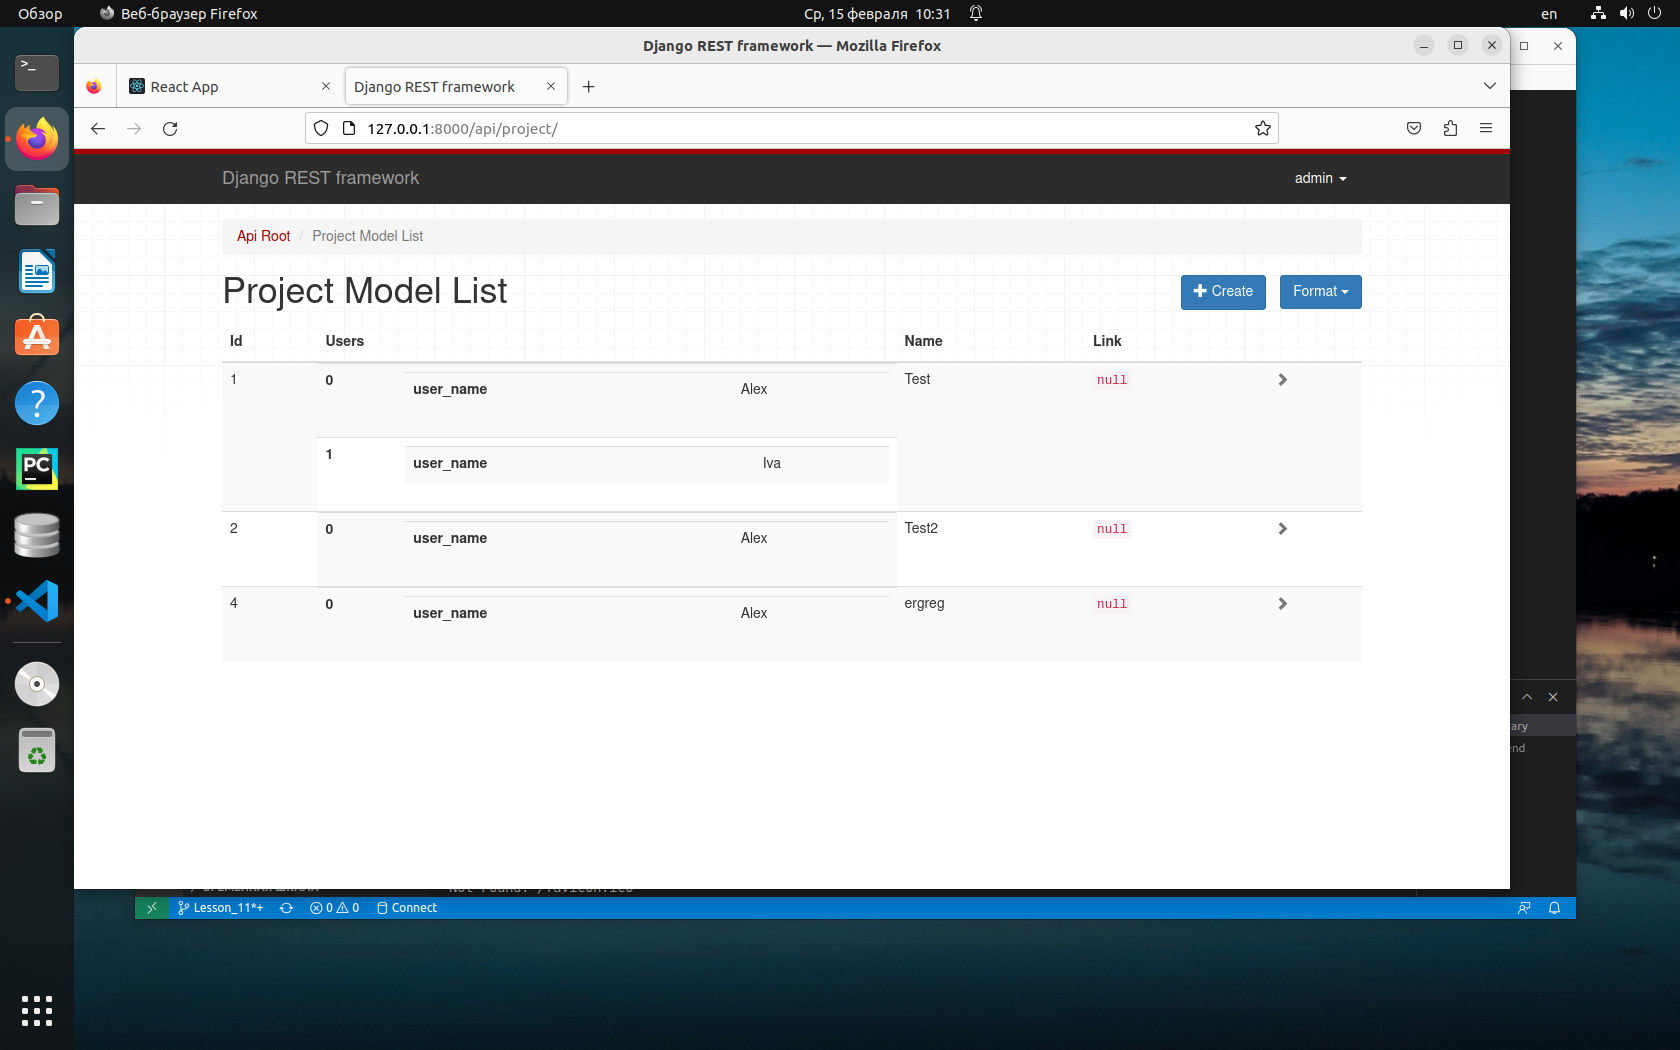 Обзор
Веб-браузер Firefox
Ср, 15 февраля 10:31
en
Django REST framework — Mozilla Firefox
React App
Django REST framework
127.0.0.1:8000/api/project/
Django REST framework
admin
Api Root / Project Model List
Project Model List
Create
Format
Id Users Name Link
1 0 user_name Alex Test null
1 user_name Iva
2 0 user_name Alex Test2 null
4 0 user_name Alex ergreg null
ary
nd
Lesson_11*+
0 0
Connect